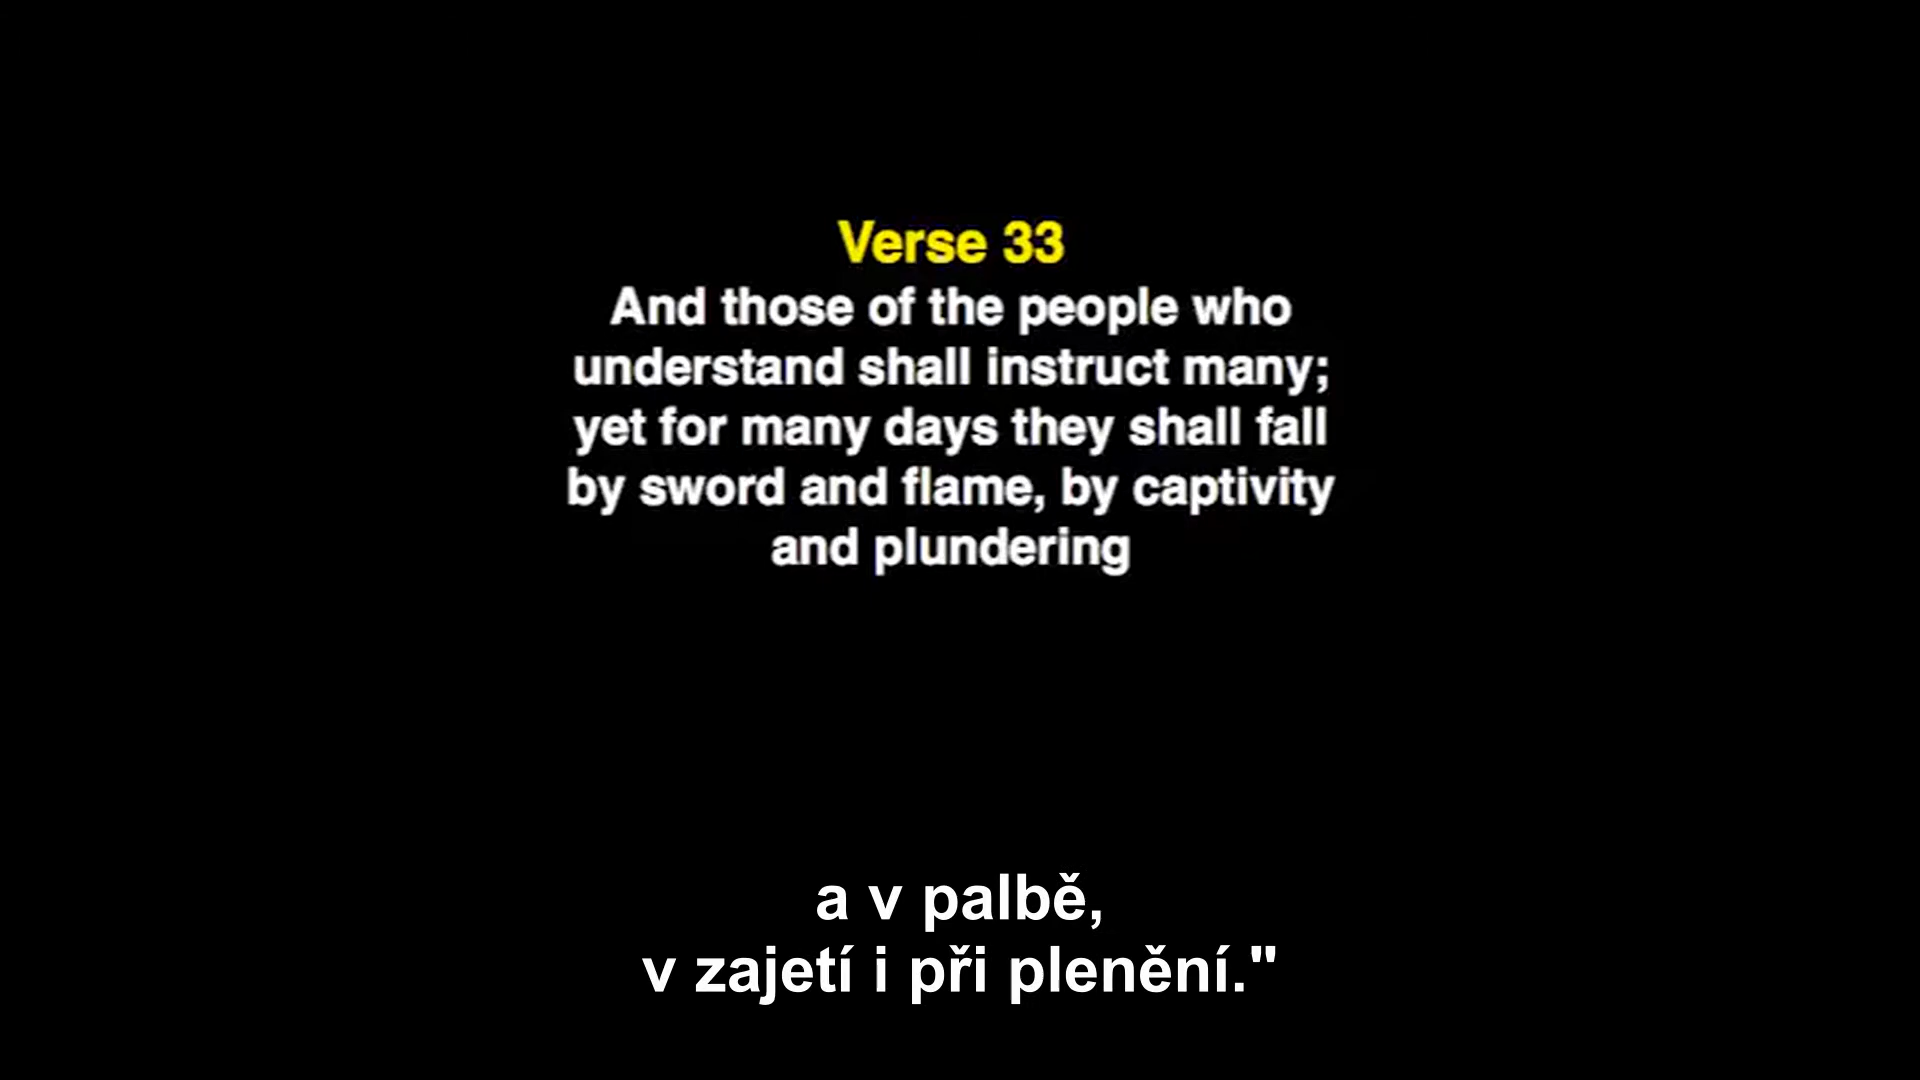 Verse 33
And those of the people who
understand shall instruct many;
yet for many days they shall fall
by sword and flame, by captivity
and plundering
a v palbě,
v zajetí i při plenění."